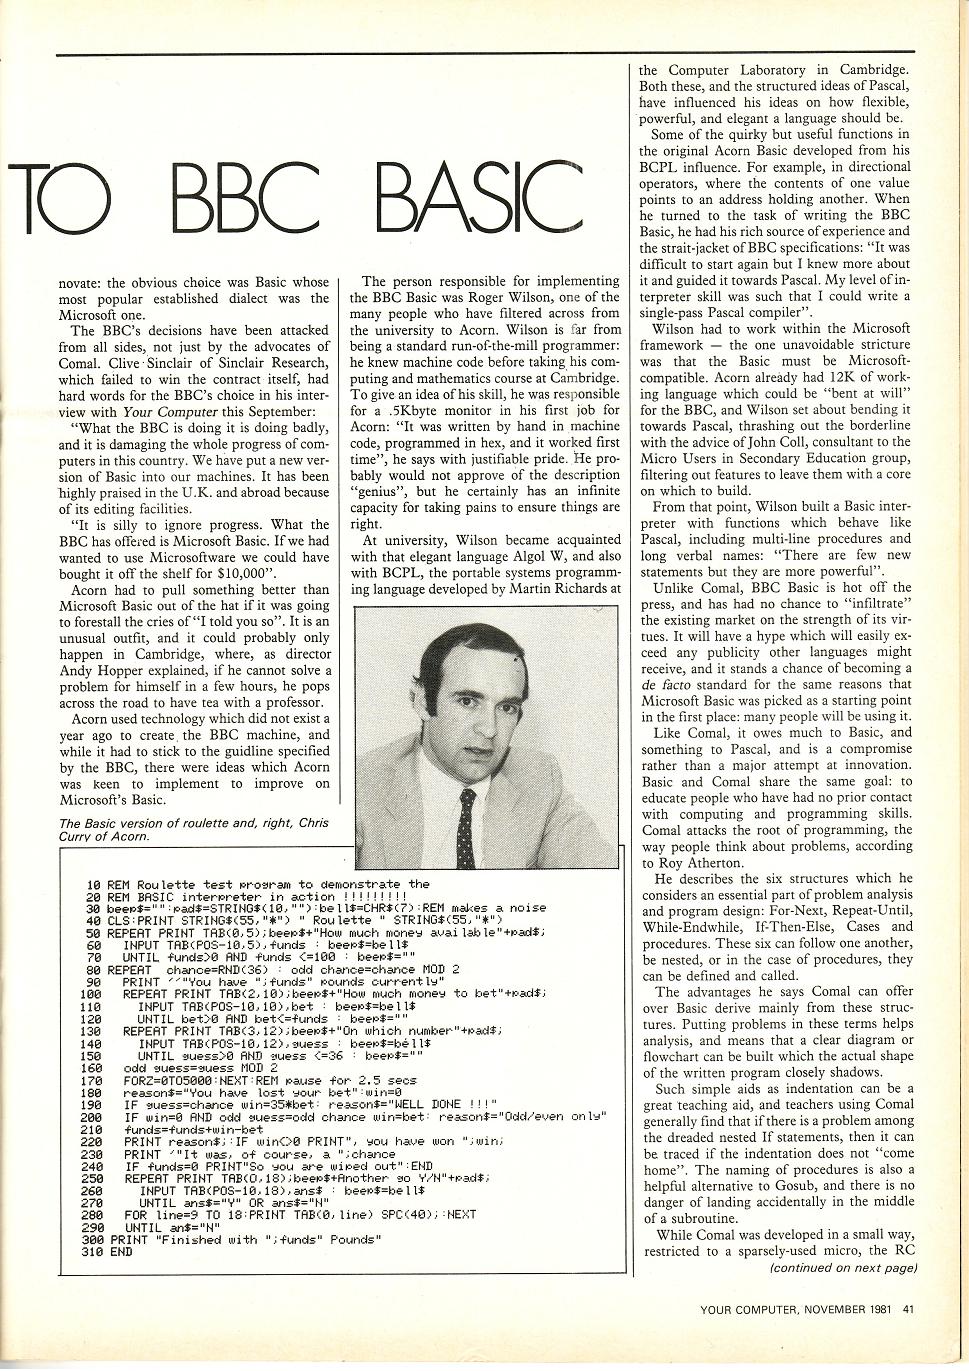 TO BBC BASIC
novate: the obvious choice was Basic whose
most popular established dialect was the
Microsoft one.
The BBC's decisions have been attacked
from all sides, not just by the advocates of
Comal. Clive Sinclair of Sinclair Research,
which failed to win the contract itself, had
hard words for the BBC's choice in his inter-
view with Your Computer this September:
"What the BBC is doing it is doing badly,
and it is damaging the whole progress of com-
puters in this country. We have put a new ver-
sion of Basic into our machines. It has been
highly praised in the U.K. and abroad because
of its editing facilities.
"It is silly to ignore progress. What the
BBC has offered is Microsoft Basic. If we had
wanted to use Microsoftware we could have
bought it off the shelf for $10,000".
Acorn had to pull something better than
Microsoft Basic out of the hat if it was going
to forestall the cries of "I told you so". It is an
unusual outfit, and it could probably only
happen in Cambridge, where, as director
Andy Hopper explained, if he cannot solve a
problem for himself in a few hours, he pops
across the road to have tea with a professor.
Acorn used technology which did not exist a
year ago to create the BBC machine, and
while it had to stick to the guidline specified
by the BBC, there were ideas which Acorn
was keen to implement to improve on
Microsoft's Basic.
The Basic version of roulette and, right, Chris
Curry of Acorn.
The person responsible for implementing
the BBC Basic was Roger Wilson, one of the
many people who have filtered across from
the university to Acorn. Wilson is far from
being a standard run-of-the-mill programmer:
he knew machine code before taking his com-
puting and mathematics course at Cambridge.
To give an idea of his skill, he was responsible
for a .5Kbyte monitor in his first job for
Acorn: "It was written by hand in machine
code, programmed in hex, and it worked first
time", he says with justifiable pride. He pro-
bably would not approve of the description
"genius", but he certainly has an infinite
capacity for taking pains to ensure things are
right.
At university, Wilson became acquainted
with that elegant language Algol W, and also
with BCPL, the portable systems programm-
ing language developed by Martin Richards at
10 REM Roulette test program to demonstrate the
20 REM BASIC interpreter in action !!!!!!!!!
30 beep$="":pad$=STRING$(10,""):bell$=CHR$(7):REM makes a noise
40 CLS:PRINT STRING$(55,"*") " Roulette " STRING$(55,"*")
50 REPEAT PRINT TAB(0,5);beep$+"How much money available"+pad$;
60 INPUT TAB(POS-10,5),funds : beep$=bell$
70 UNTIL funds>0 AND funds <=100 : beep$=""
80 REPEAT chance=RND(36) : odd chance=chance MOD 2
90 PRINT ''"You have ";funds" pounds currently"
100 REPEAT PRINT TAB(2,10);beep$+"How much money to bet"+pad$;
110 INPUT TAB(POS-10,10),bet : beep$=bell$
120 UNTIL bet>0 AND bet<=funds : beep$=""
130 REPEAT PRINT TAB(3,12);beep$+"On which number"+pad$;
140 INPUT TAB(POS-10,12),guess : beep$=bell$
150 UNTIL guess>0 AND guess <=36 : beep$=""
160 odd guess=guess MOD 2
170 FORZ=0TO5000:NEXT:REM pause for 2.5 secs
180 reason$="You have lost your bet":win=0
190 IF guess=chance win=35*bet: reason$="WELL DONE !!!"
200 IF win=0 AND odd guess=odd chance win=bet: reason$="Odd/even only"
210 funds=funds+win-bet
220 PRINT reason$;:IF win<>0 PRINT", you have won ";win;
230 PRINT '"It was, of course, a ";chance
240 IF funds=0 PRINT"So you are wiped out":END
250 REPEAT PRINT TAB(0,18);beep$+Another go Y/N"+pad$;
260 INPUT TAB(POS-10,18),ans$ : beep$=bell$
270 UNTIL ans$="Y" OR ans$="N"
280 FOR line=9 TO 18:PRINT TAB(0,line) SPC(40);:NEXT
290 UNTIL an$="N"
300 PRINT "Finished with ";funds" Pounds"
310 END
the Computer Laboratory in Cambridge.
Both these, and the structured ideas of Pascal,
have influenced his ideas on how flexible,
powerful, and elegant a language should be.
Some of the quirky but useful functions in
the original Acorn Basic developed from his
BCPL influence. For example, in directional
operators, where the contents of one value
points to an address holding another. When
he turned to the task of writing the BBC
Basic, he had his rich source of experience and
the strait-jacket of BBC specifications: "It was
difficult to start again but I knew more about
it and guided it towards Pascal. My level of in-
terpreter skill was such that I could write a
single-pass Pascal compiler".
Wilson had to work within the Microsoft
framework — the one unavoidable stricture
was that the Basic must be Microsoft-
compatible. Acorn already had 12K of work-
ing language which could be "bent at will"
for the BBC, and Wilson set about bending it
towards Pascal, thrashing out the borderline
with the advice of John Coll, consultant to the
Micro Users in Secondary Education group,
filtering out features to leave them with a core
on which to build.
From that point, Wilson built a Basic inter-
preter with functions which behave like
Pascal, including multi-line procedures and
long verbal names: "There are few new
statements but they are more powerful".
Unlike Comal, BBC Basic is hot off the
press, and has had no chance to "infiltrate"
the existing market on the strength of its vir-
tues. It will have a hype which will easily ex-
ceed any publicity other languages might
receive, and it stands a chance of becoming a
de facto standard for the same reasons that
Microsoft Basic was picked as a starting point
in the first place: many people will be using it.
Like Comal, it owes much to Basic, and
something to Pascal, and is a compromise
rather than a major attempt at innovation.
Basic and Comal share the same goal: to
educate people who have had no prior contact
with computing and programming skills.
Comal attacks the root of programming, the
way people think about problems, according
to Roy Atherton.
He describes the six structures which he
considers an essential part of problem analysis
and program design: For-Next, Repeat-Until,
While-Endwhile, If-Then-Else, Cases and
procedures. These six can follow one another,
be nested, or in the case of procedures, they
can be defined and called.
The advantages he says Comal can offer
over Basic derive mainly from these struc-
tures. Putting problems in these terms helps
analysis, and means that a clear diagram or
flowchart can be built which the actual shape
of the written program closely shadows.
Such simple aids as indentation can be a
great teaching aid, and teachers using Comal
generally find that if there is a problem among
the dreaded nested If statements, then it can
be traced if the indentation does not "come
home". The naming of procedures is also a
helpful alternative to Gosub, and there is no
danger of landing accidentally in the middle
of a subroutine.
While Comal was developed in a small way,
restricted to a sparsely-used micro, the RC
(continued on next page)
YOUR COMPUTER, NOVEMBER 1981 41